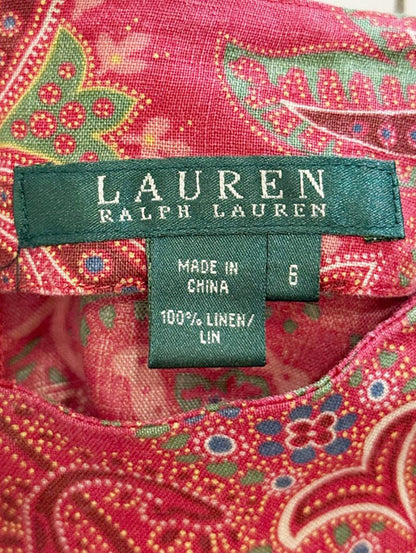 LAUREN
RALPH LAUREN
MADE IN
CHINA
6
100% LINEN/
LIN